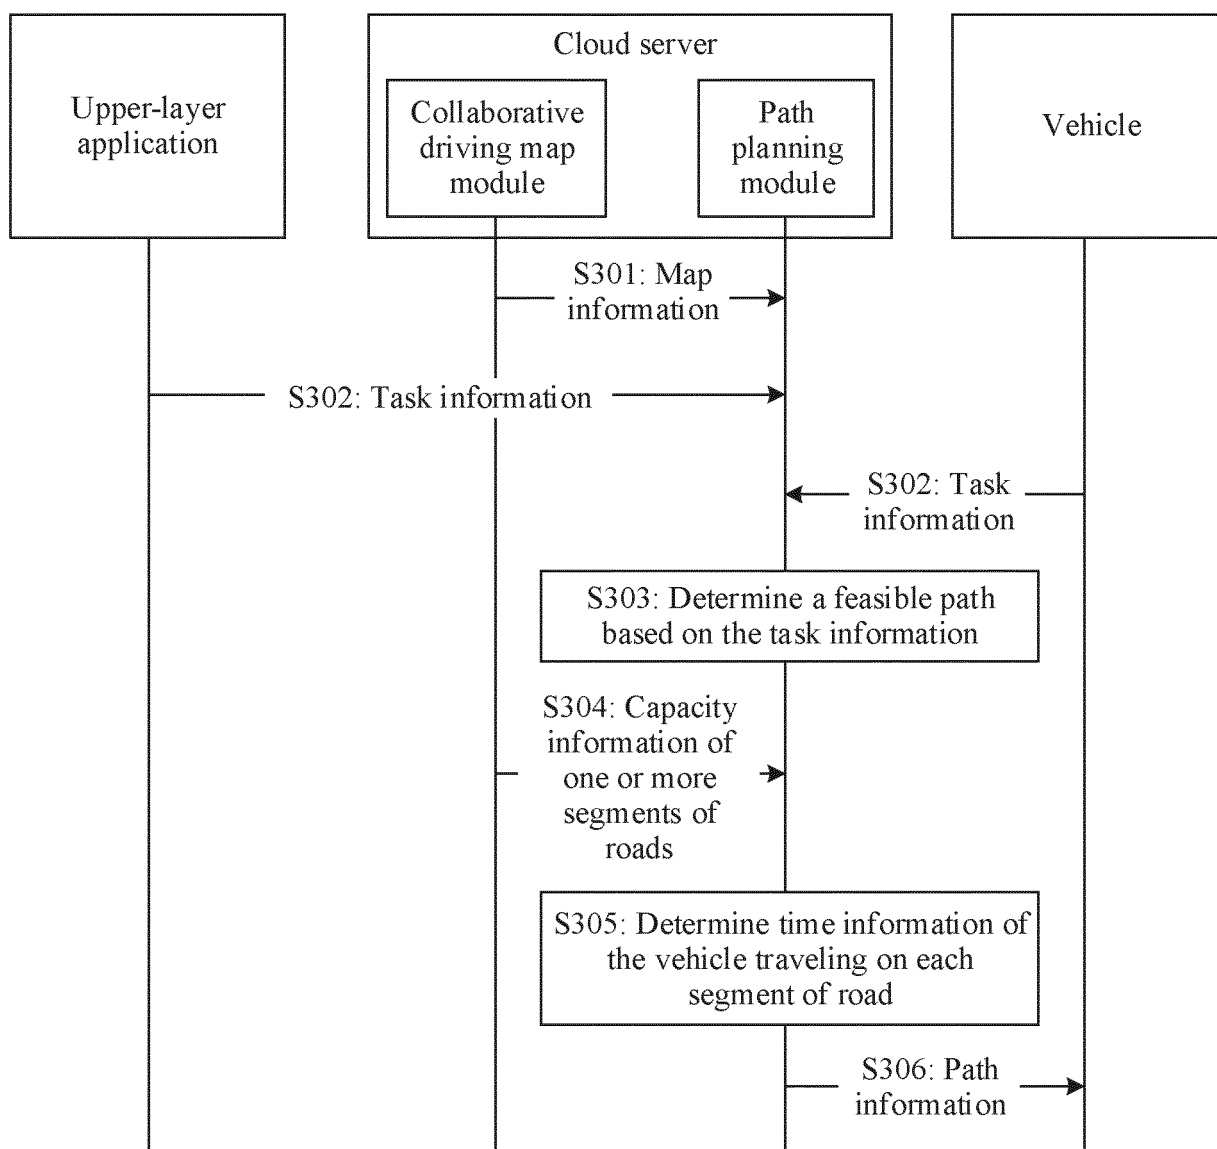 Upper-layer
application
Cloud server
Collaborative
driving map
module
Path
planning
module
Vehicle
S301: Map
information
S302: Task information
S302: Task
information
S303: Determine a feasible path
based on the task information
S304: Capacity
information of
one or more
segments of
roads
S305: Determine time information of
the vehicle traveling on each
segment of road
S306: Path
information